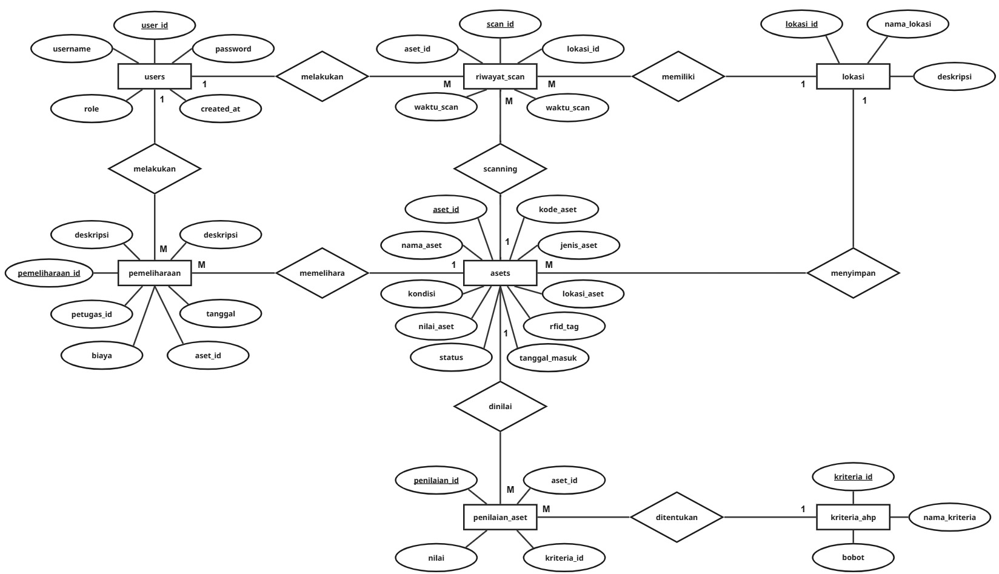 user_id
username
password
users
role
created_at
1
1
melakukan
scan_id
aset_id
lokasi_id
riwayat_scan
M
M
M
waktu_scan
waktu_scan
memiliki
lokasi_id
nama_lokasi
lokasi
deskripsi
1
1
melakukan
scanning
deskripsi
deskripsi
M
pemeliharaan_id
pemeliharaan
M
petugas_id
tanggal
biaya
aset_id
memelihara
aset_id
kode_aset
nama_aset
1
jenis_aset
1
asets
M
kondisi
lokasi_aset
nilai_aset
rfid_tag
1
status
tanggal_masuk
menyimpan
dinilai
penilaian_id
aset_id
M
penilaian_aset
M
nilai
kriteria_id
ditentukan
kriteria_id
1
kriteria_ahp
nama_kriteria
bobot